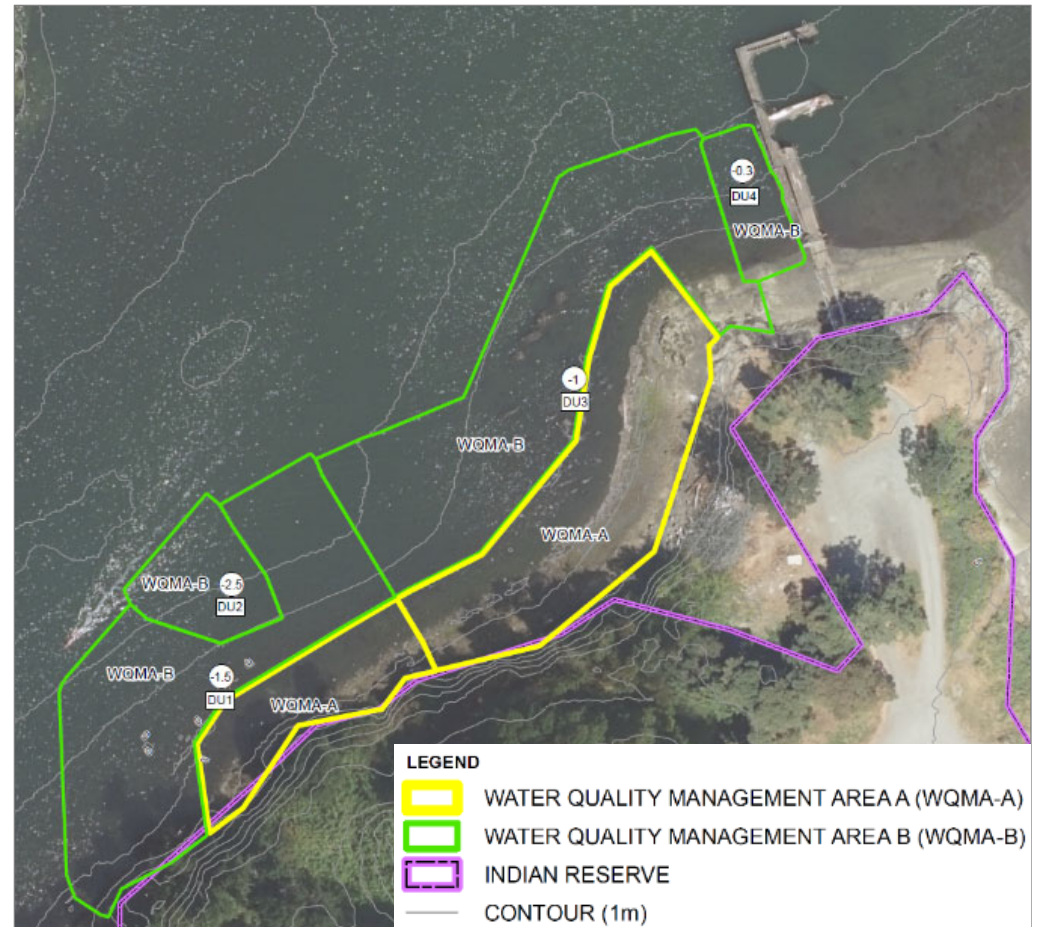 -0.3
DU4
WQMA-B
-1
DU3
WQMA-B
WQMA-A
WQMA-B
-2.5
DU2
WQMA-B
-1.5
DU1
WQMA-A
LEGEND
WATER QUALITY MANAGEMENT AREA A (WQMA-A)
WATER QUALITY MANAGEMENT AREA B (WQMA-B)
INDIAN RESERVE
CONTOUR (1m)